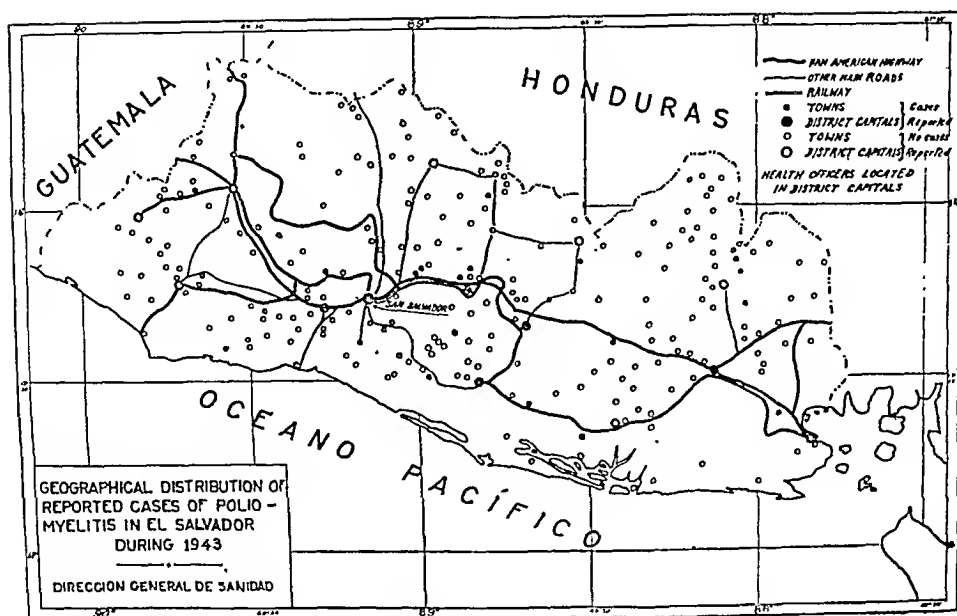 89°
88°
GUATEMALA
HONDURAS
PAN AMERICAN HIGHWAY
OTHER MAIN ROADS
RAILWAY
TOWNS
DISTRICT CAPITALS
Cases
Reported
TOWNS
DISTRICT CAPITALS
No cases
Reported
HEALTH OFFICERS LOCATED
IN DISTRICT CAPITALS
SAN SALVADOR
OCEANO PACÍFICO
GEOGRAPHICAL DISTRIBUTION OF
REPORTED CASES OF POLIO-
MYELITIS IN EL SALVADOR
DURING 1943
DIRECCION GENERAL DE SANIDAD
89
88